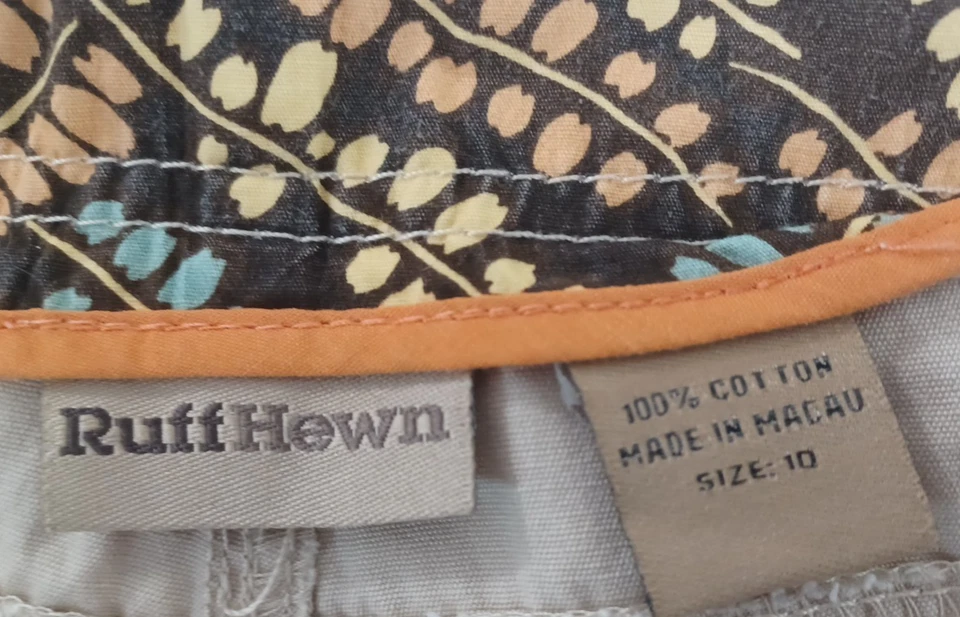 RuffHewn
100% COTTON
MADE IN MACAU
SIZE: 10